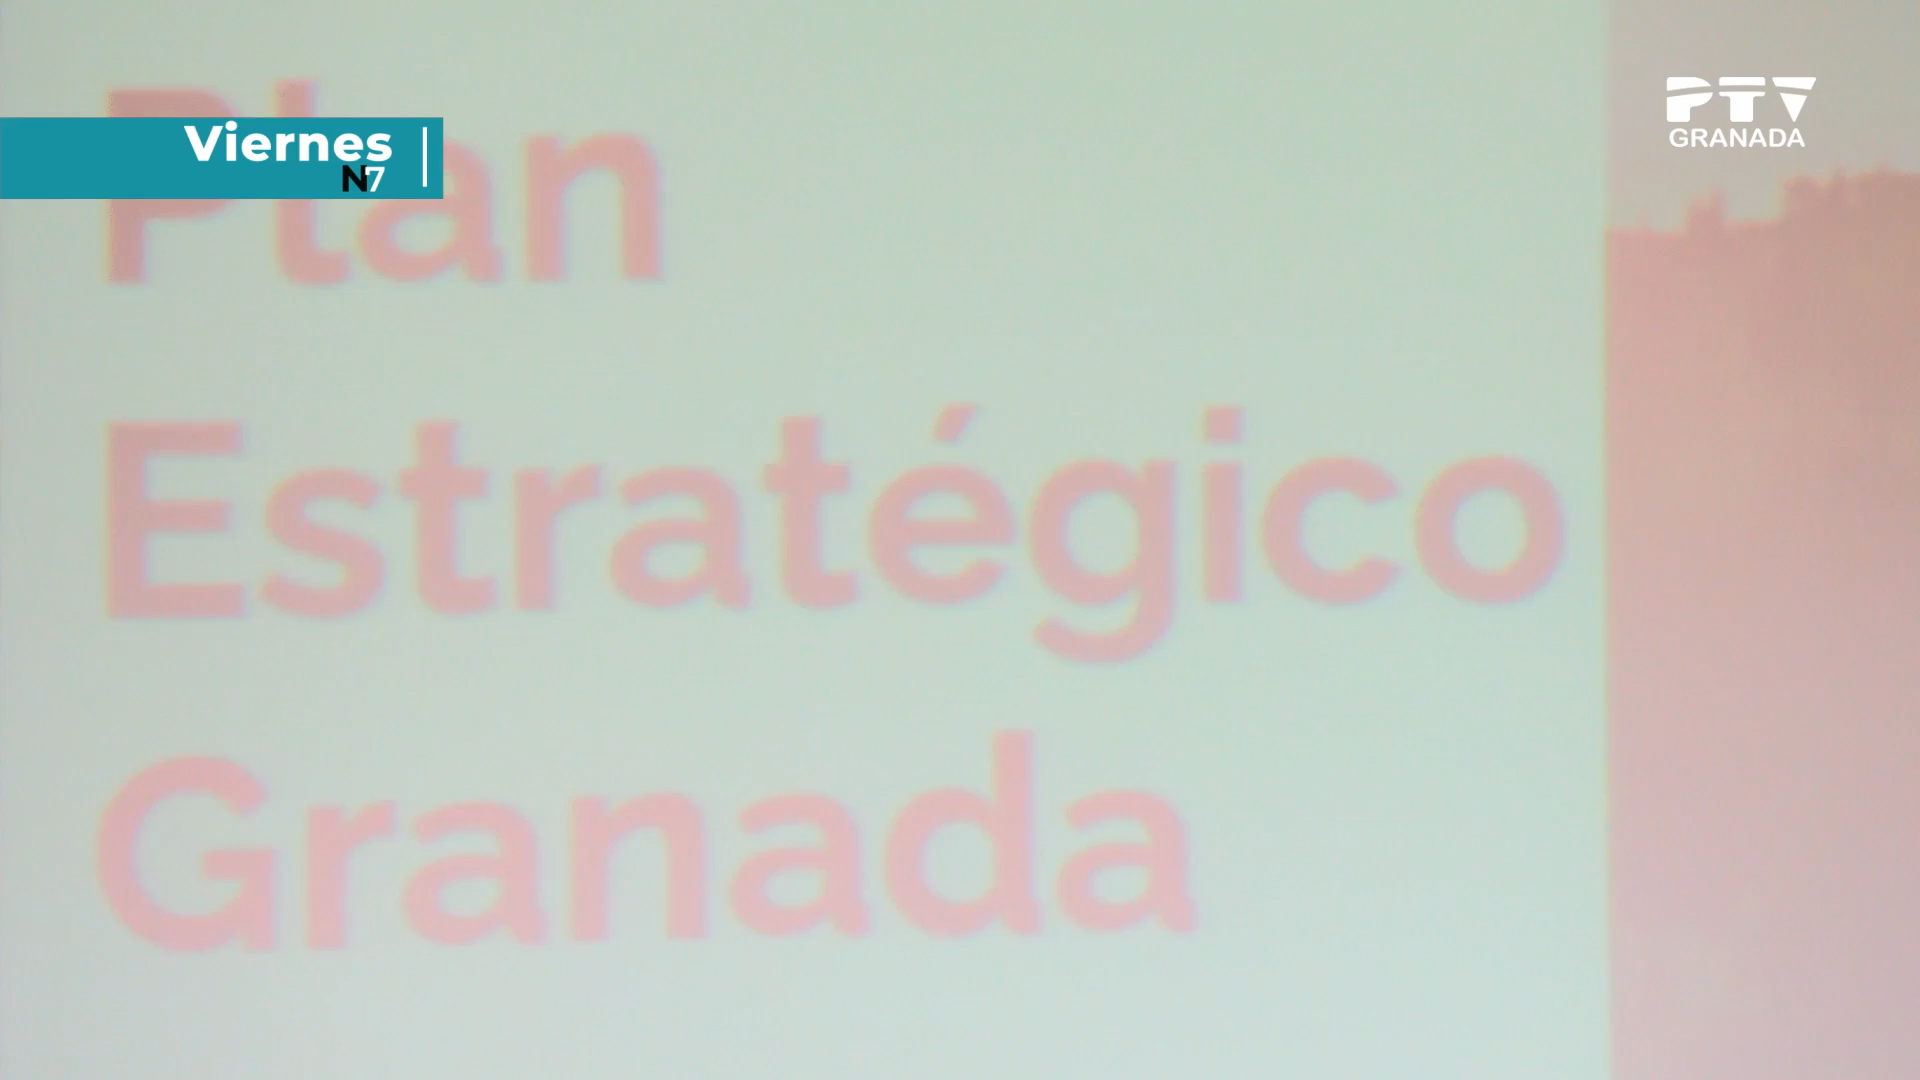 Viernes
N7
PTV
GRANADA
Plan
Estratégico
Granada